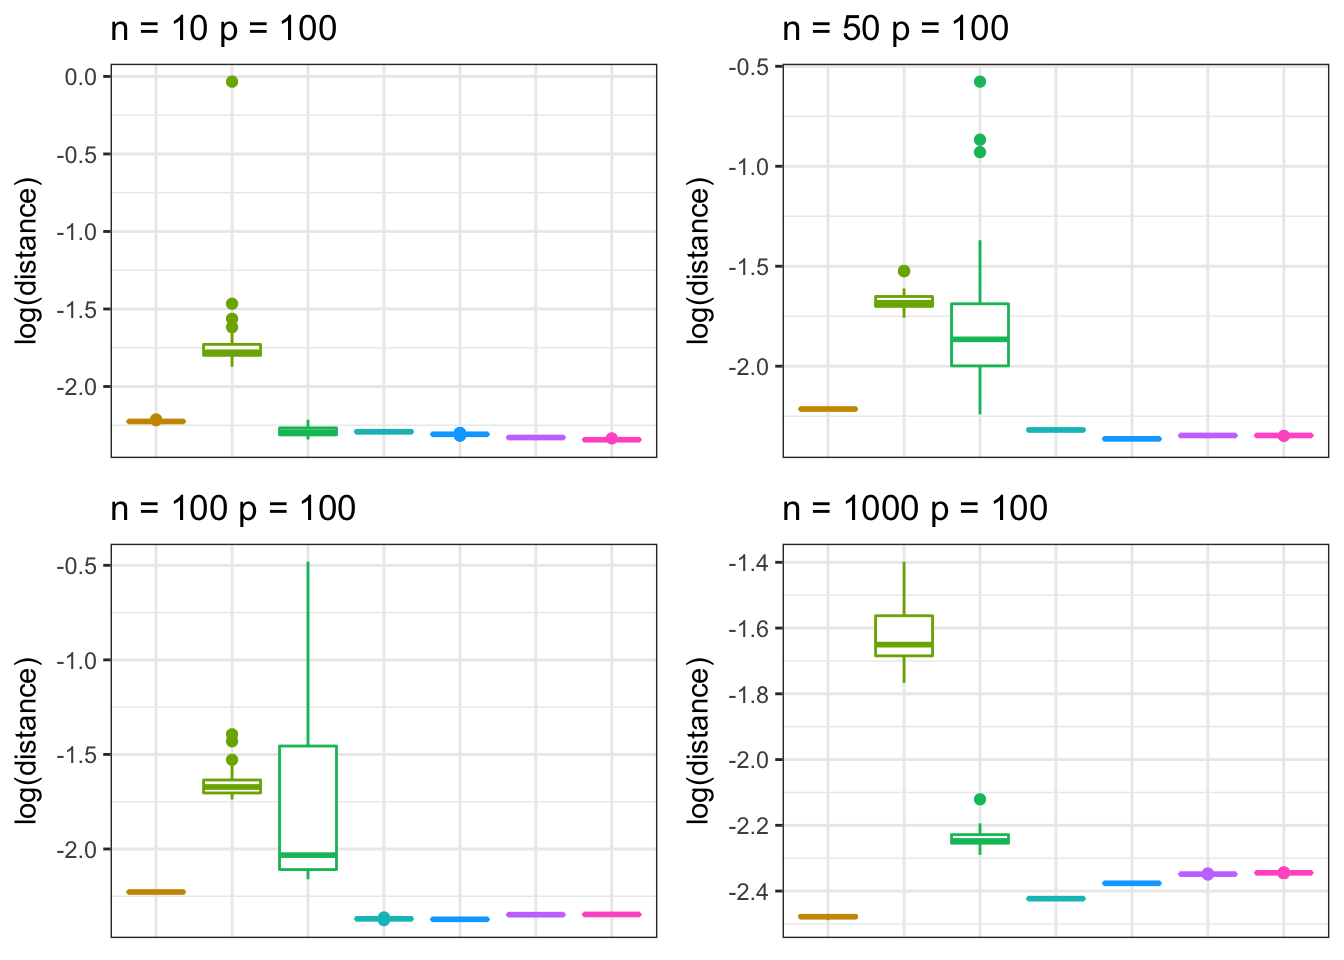 n = 10 p = 100
0.0
-0.5
-1.0
-1.5
-2.0
log(distance)
n = 50 p = 100
-0.5
-1.0
-1.5
-2.0
log(distance)
n = 100 p = 100
-0.5
-1.0
-1.5
-2.0
log(distance)
n = 1000 p = 100
-1.4
-1.6
-1.8
-2.0
-2.2
-2.4
log(distance)